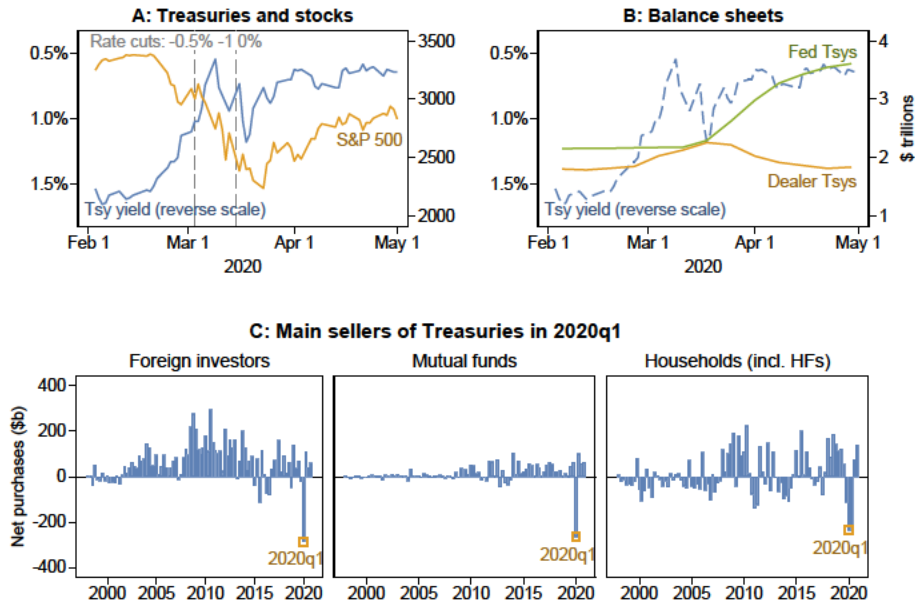 A: Treasuries and stocks
Rate cuts: -0.5% -1.0%
0.5%
1.0%
1.5%
3500
3000
2500
2000
S&P 500
Tsy yield (reverse scale)
Feb 1 Mar 1 Apr 1 May 1
2020
B: Balance sheets
0.5%
1.0%
1.5%
4
3
2
1
$ trillions
Fed Tsys
Dealer Tsys
Tsy yield (reverse scale)
Feb 1 Mar 1 Apr 1 May 1
2020
C: Main sellers of Treasuries in 2020q1
Foreign investors
Mutual funds
Households (incl. HFs)
Net purchases ($b)
400
200
0
-200
-400
2020q1
2020q1
2020q1
2000 2005 2010 2015 2020
2000 2005 2010 2015 2020
2000 2005 2010 2015 2020